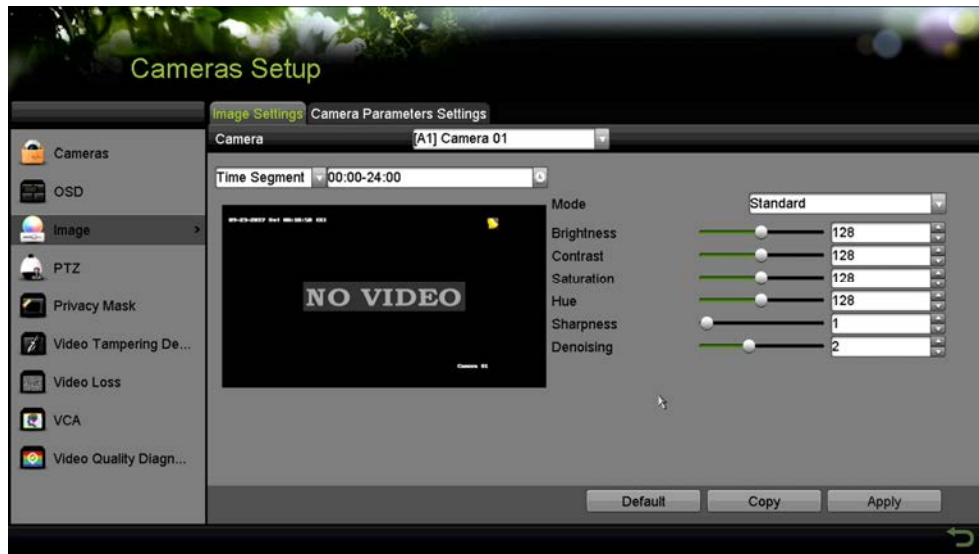 Cameras Setup
Image Settings Camera Parameters Settings
Camera [A1] Camera 01
Cameras
OSD
Image
PTZ
Privacy Mask
Video Tampering De...
Video Loss
VCA
Video Quality Diagn...
Time Segment 00:00-24:00
NO VIDEO
Camera 01
Mode Standard
Brightness 128
Contrast 128
Saturation 128
Hue 128
Sharpness 1
Denoising 2
Default Copy Apply